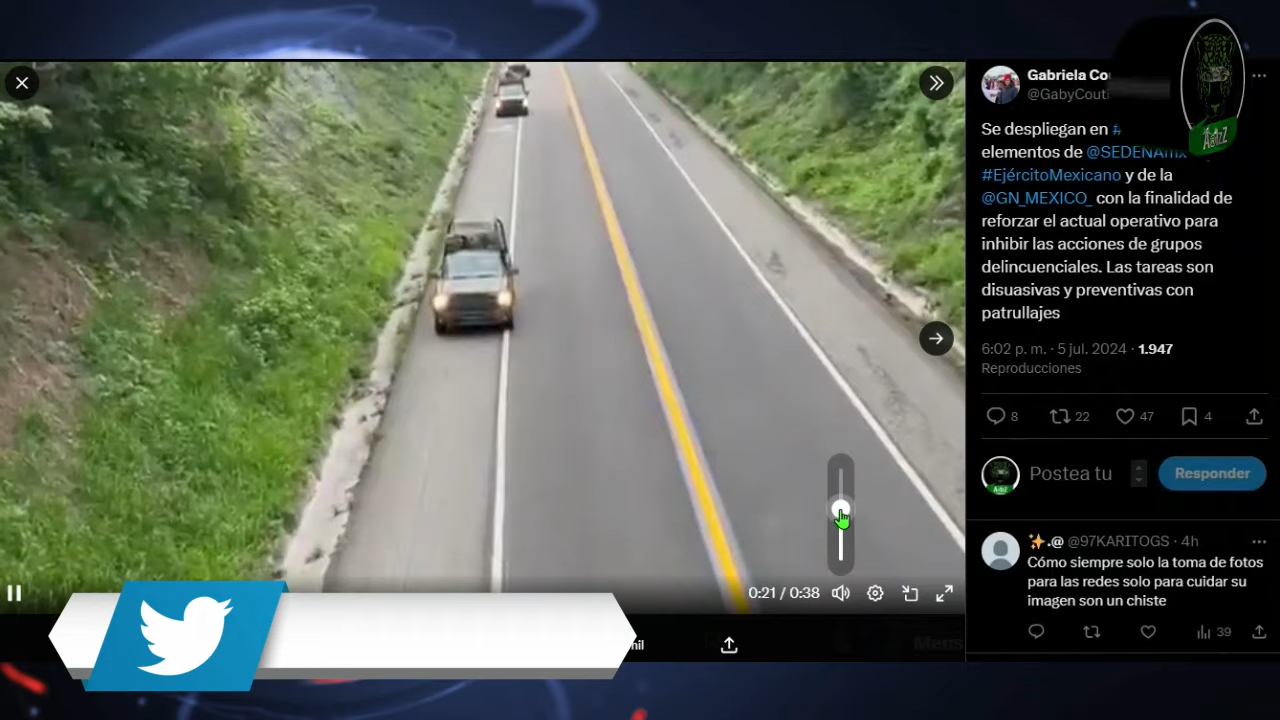 Gabriela
Se despliegan en #
elementos de @SEDENAmx
#EjércitoMexicano y de la
@GN_MEXICO_ con la finalidad de
reforzar el actual operativo para
inhibir las acciones de grupos
delincuenciales. Las tareas son
disuasivas y preventivas con
patrullajes
6:02 p. m. · 5 jul. 2024 · 1.947
Reproducciones
8 22 47 4
Postea tu Responder
.@ @97KARITOGS · 4h
Cómo siempre solo la toma de fotos
para las redes solo para cuidar su
imagen son un chiste
39
0:21 / 0:38